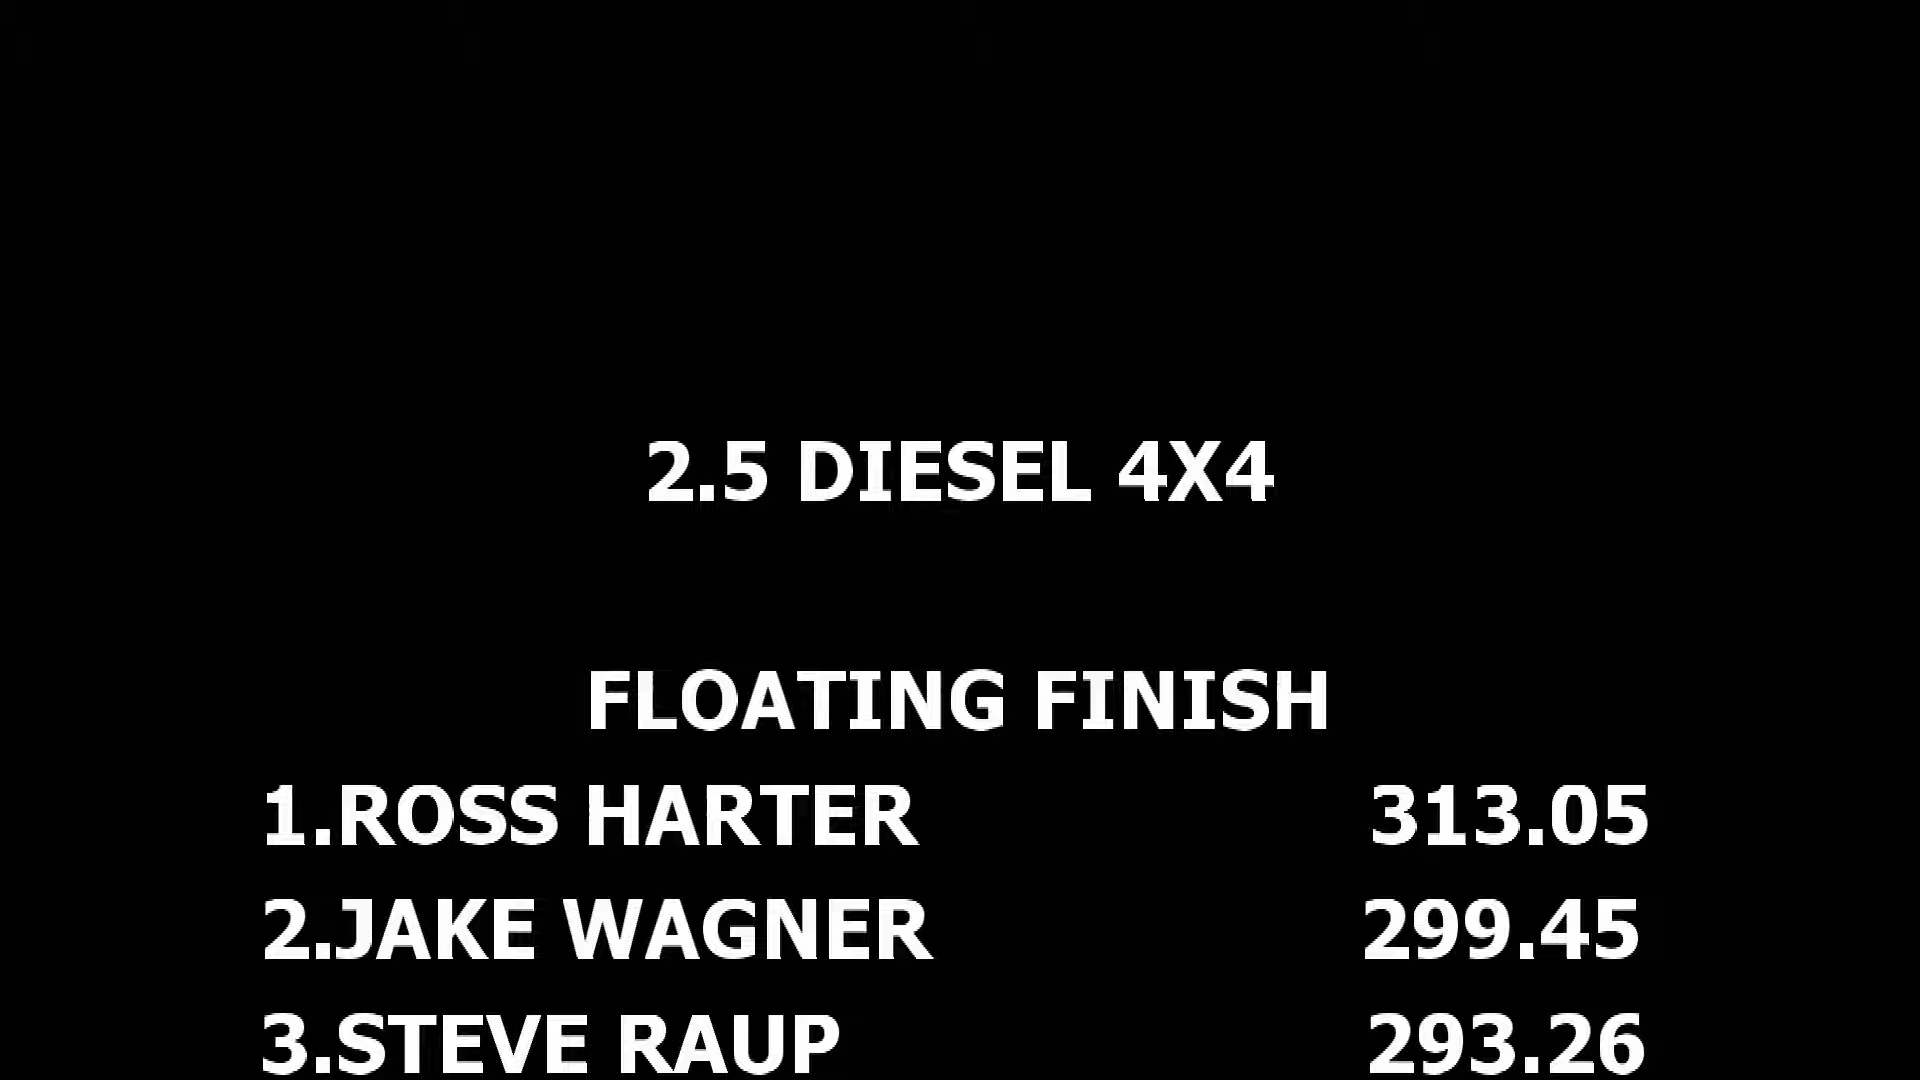 2.5 DIESEL 4X4
FLOATING FINISH
1.ROSS HARTER 313.05
2.JAKE WAGNER 299.45
3.STEVE RAUP 293.26